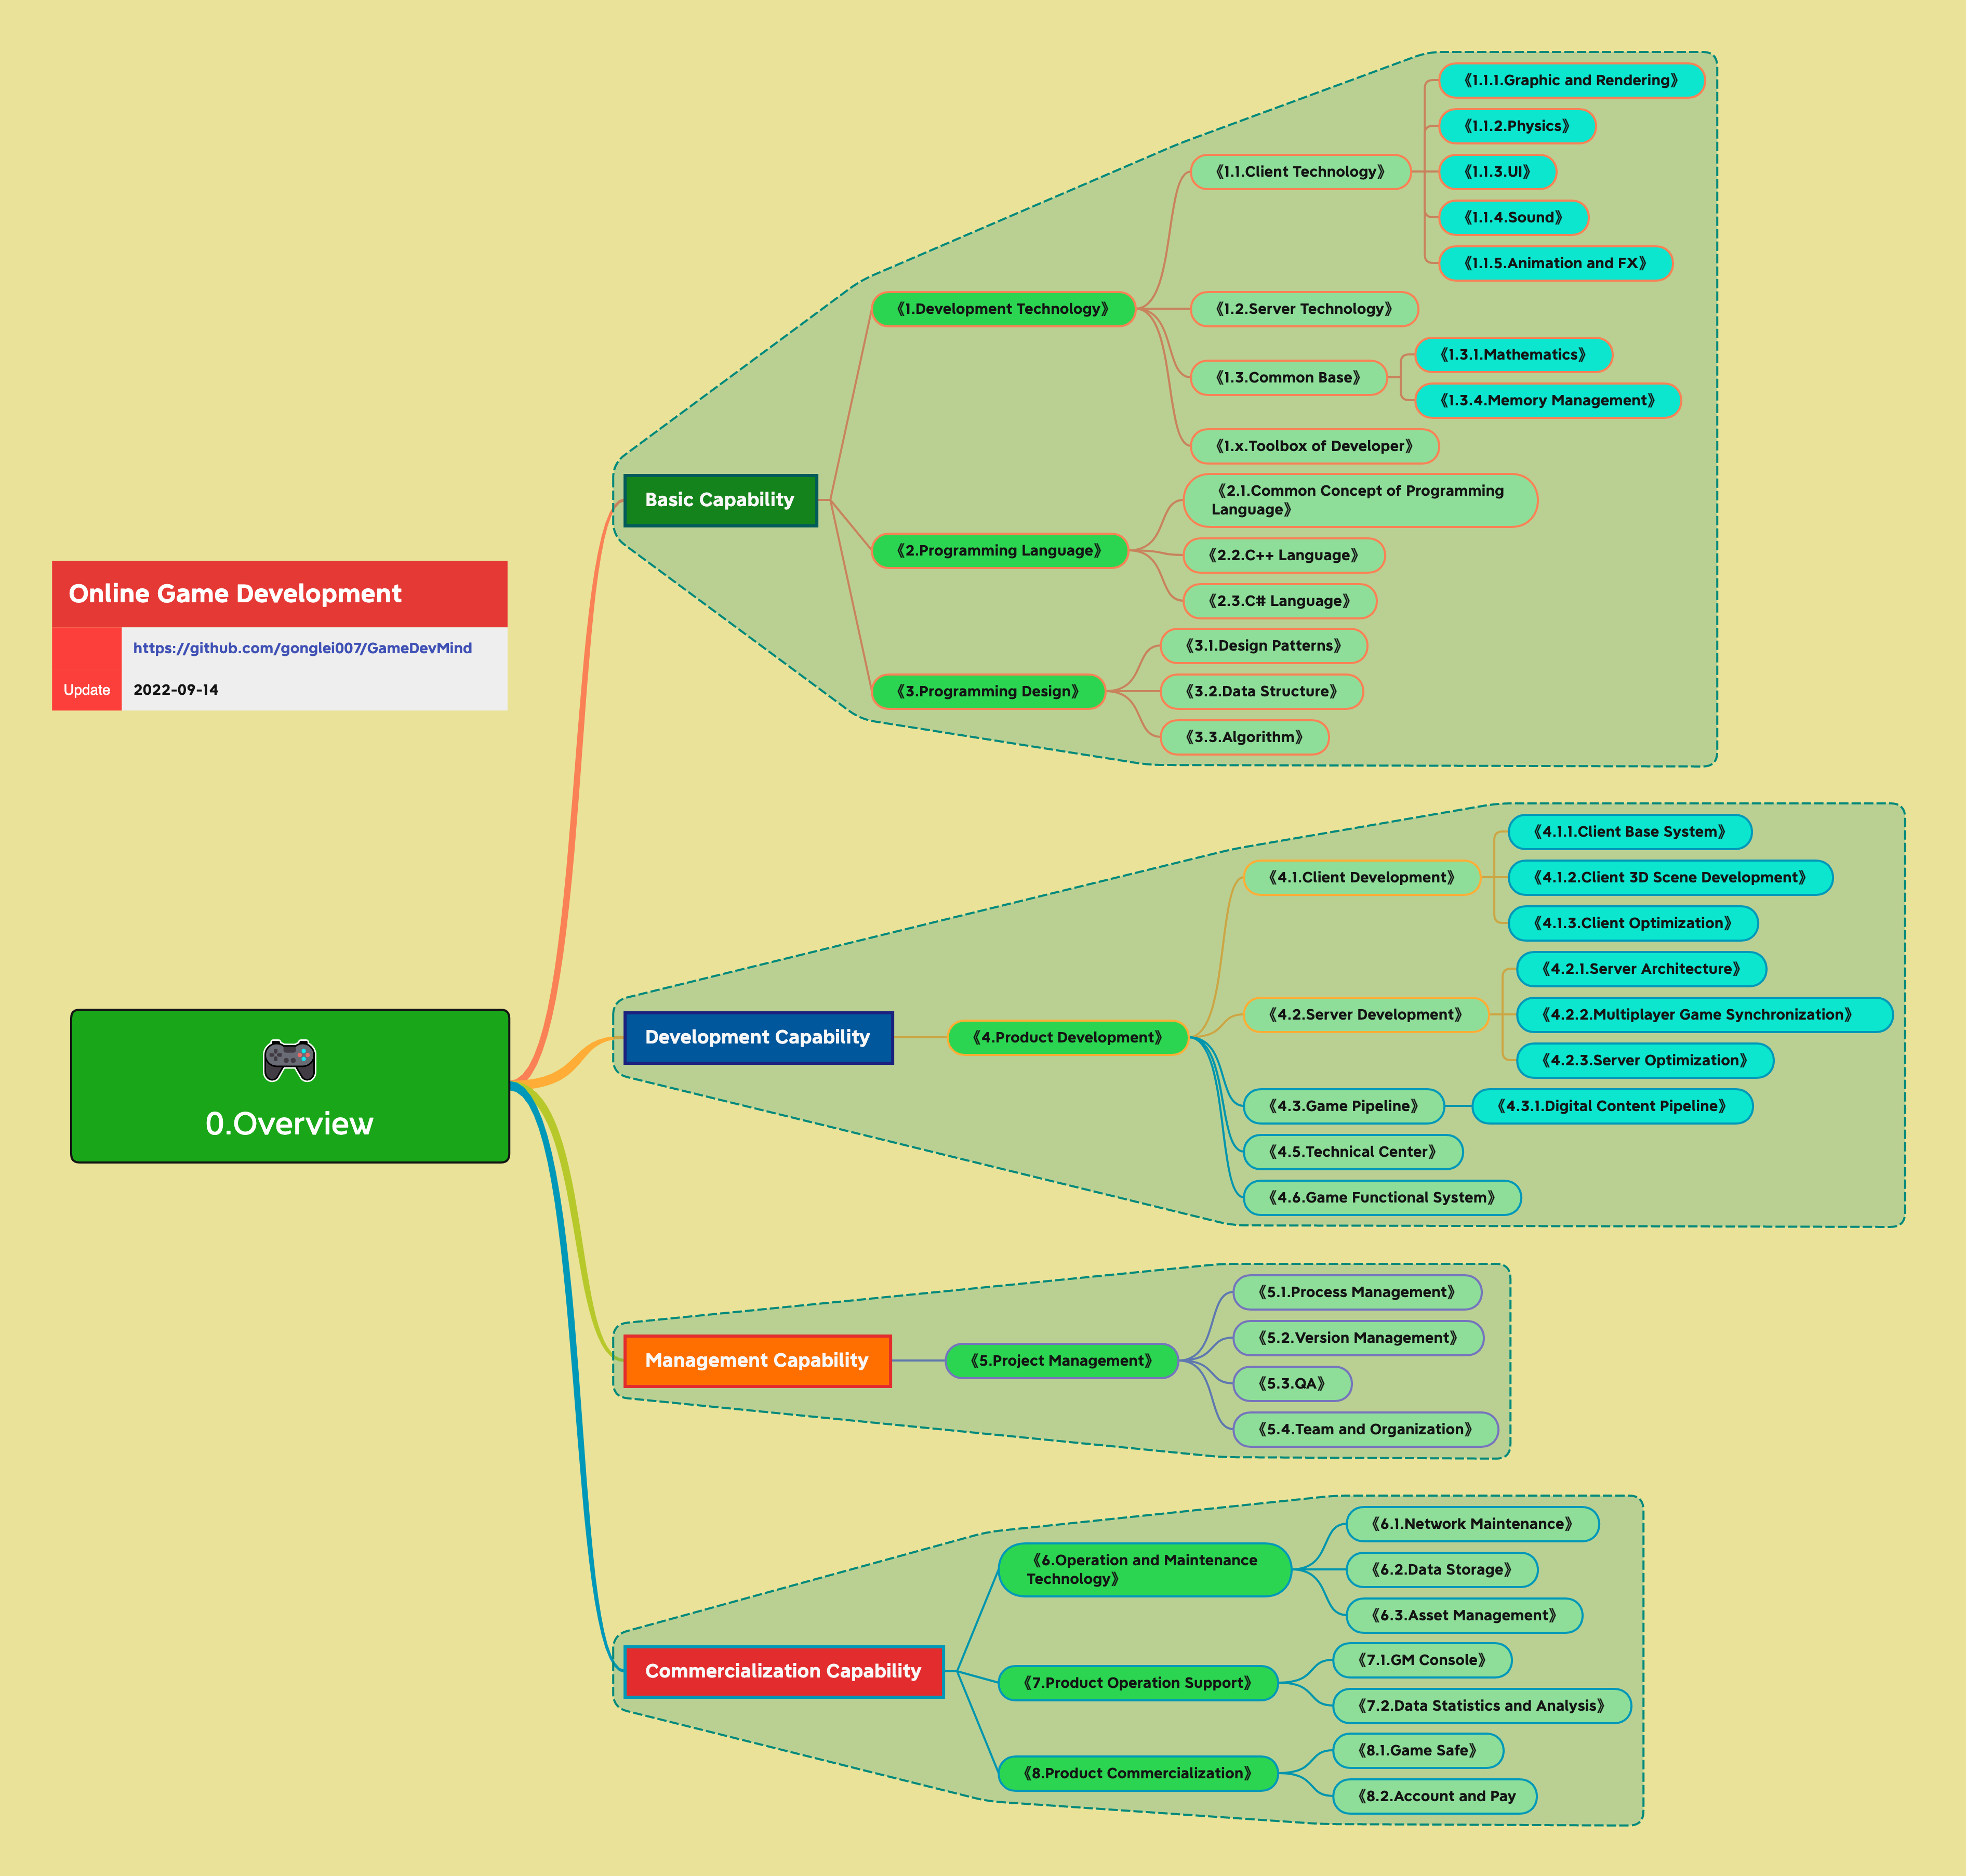 Online Game Development
https://github.com/gonglei007/GameDevMind
Update 2022-09-14
0.Overview
Basic Capability
《1.Development Technology》
《1.1.Client Technology》
《1.1.1.Graphic and Rendering》
《1.1.2.Physics》
《1.1.3.UI》
《1.1.4.Sound》
《1.1.5.Animation and FX》
《1.2.Server Technology》
《1.3.Common Base》
《1.3.1.Mathematics》
《1.3.4.Memory Management》
《1.x.Toolbox of Developer》
《2.Programming Language》
《2.1.Common Concept of Programming
Language》
《2.2.C++ Language》
《2.3.C# Language》
《3.Programming Design》
《3.1.Design Patterns》
《3.2.Data Structure》
《3.3.Algorithm》
Development Capability
《4.Product Development》
《4.1.Client Development》
《4.1.1.Client Base System》
《4.1.2.Client 3D Scene Development》
《4.1.3.Client Optimization》
《4.2.Server Development》
《4.2.1.Server Architecture》
《4.2.2.Multiplayer Game Synchronization》
《4.2.3.Server Optimization》
《4.3.Game Pipeline》
《4.3.1.Digital Content Pipeline》
《4.5.Technical Center》
《4.6.Game Functional System》
Management Capability
《5.Project Management》
《5.1.Process Management》
《5.2.Version Management》
《5.3.QA》
《5.4.Team and Organization》
Commercialization Capability
《6.Operation and Maintenance
Technology》
《6.1.Network Maintenance》
《6.2.Data Storage》
《6.3.Asset Management》
《7.Product Operation Support》
《7.1.GM Console》
《7.2.Data Statistics and Analysis》
《8.Product Commercialization》
《8.1.Game Safe》
《8.2.Account and Pay